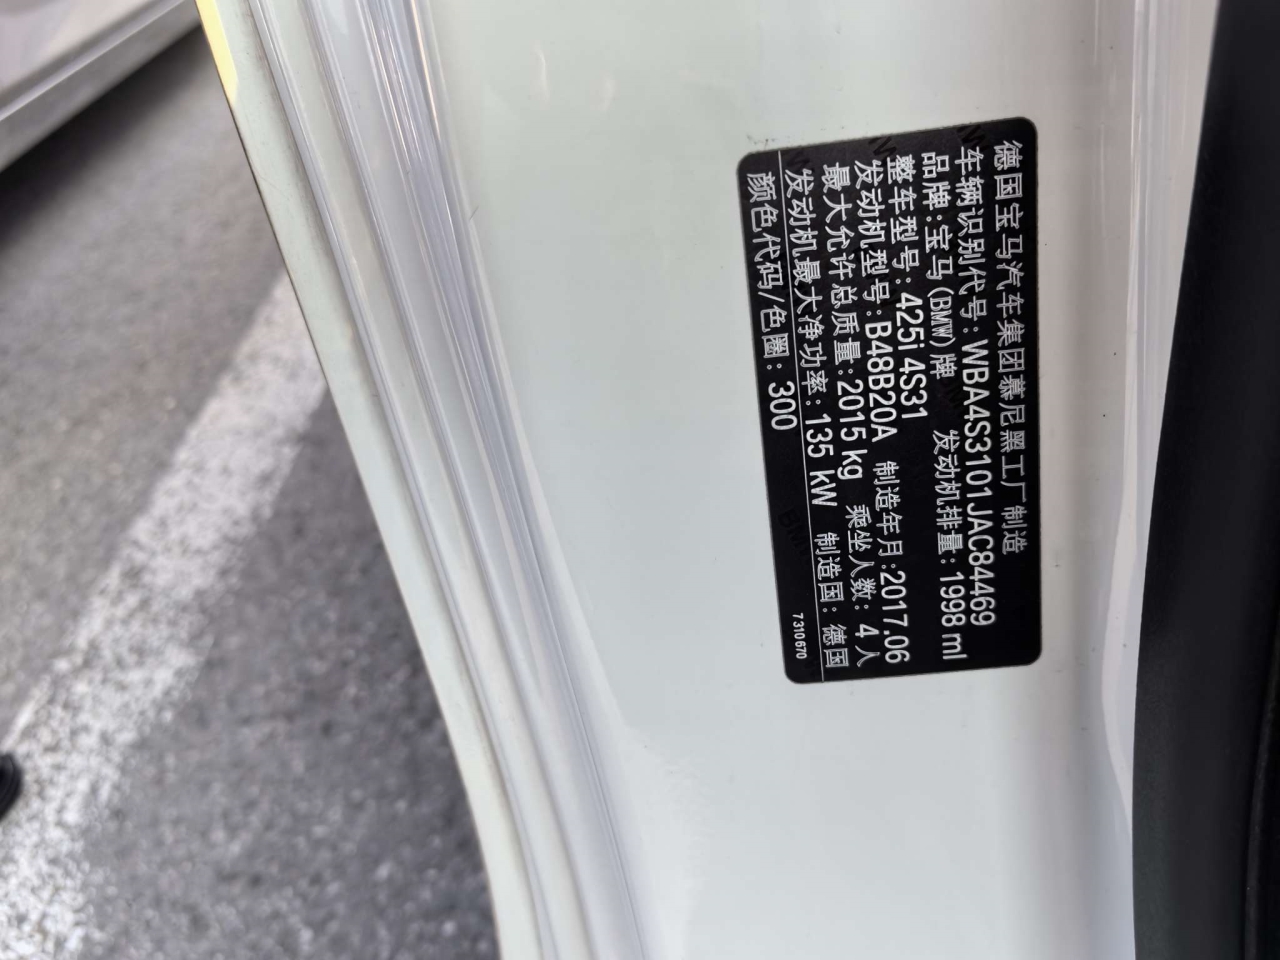 德国宝马汽车集团慕尼黑工厂制造
车辆识别代号: WBA4S3101JAC84469
品牌: 宝马(BMW)牌 发动机排量: 1998 ml
整车型号: 425i 4S31
发动机型号: B48B20A 制造年月:2017.06
最大允许总质量: 2015 kg 乘坐人数: 4 人
发动机最大净功率: 135 kW 制造国: 德国
颜色代码/色圈: 300
7310670